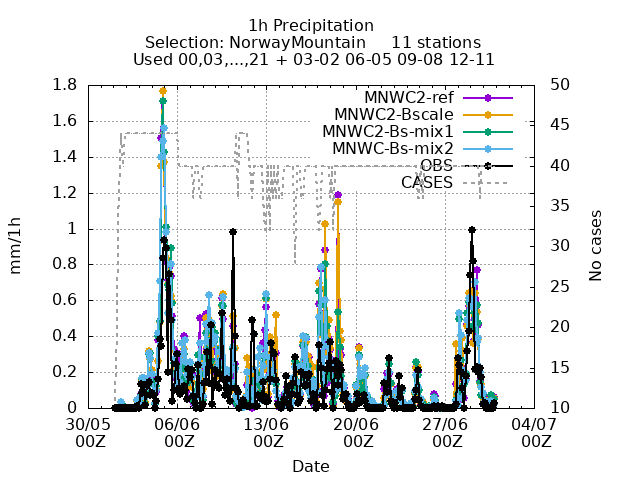 1h Precipitation
Selection: NorwayMountain     11 stations
Used 00,03,...,21 + 03-02 06-05 09-08 12-11
mm/1h
No cases
MNWC2-ref
MNWC2-Bscale
MNWC2-Bs-mix1
MNWC-Bs-mix2
OBS
CASES
1.8
1.6
1.4
1.2
1
0.8
0.6
0.4
0.2
0
50
45
40
35
30
25
20
15
10
30/05 06/06 13/06 20/06 27/06 04/07
00Z 00Z 00Z 00Z 00Z 00Z
Date